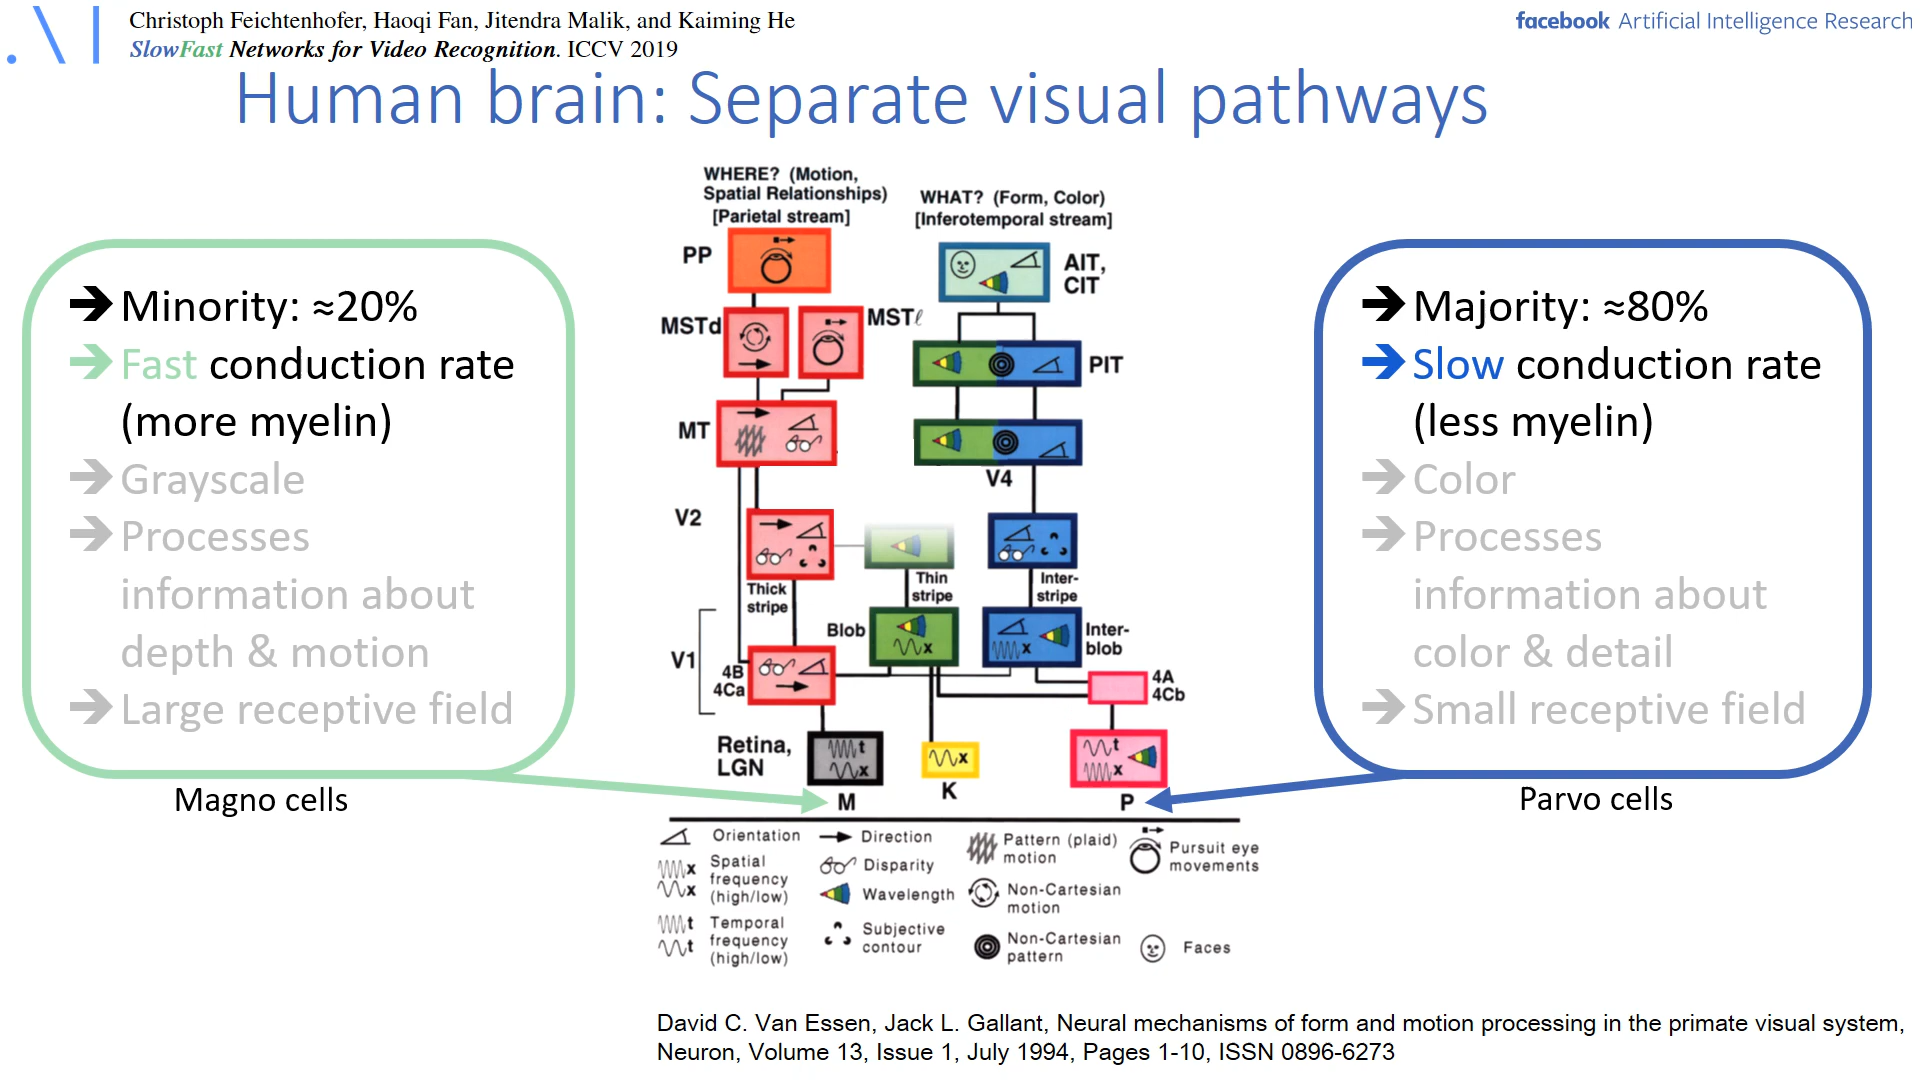 Christoph Feichtenhofer, Haoqi Fan, Jitendra Malik, and Kaiming He
SlowFast Networks for Video Recognition. ICCV 2019
facebook Artificial Intelligence Research
Human brain: Separate visual pathways
Minority: ≈20%
Fast conduction rate
(more myelin)
Grayscale
Processes
information about
depth & motion
Large receptive field
Magno cells
WHERE? (Motion,
Spatial Relationships)
[Parietal stream]
WHAT? (Form, Color)
[Inferotemporal stream]
PP
AIT,
CIT
MSTd
MSTℓ
PIT
MT
V4
V2
Thick
stripe
Thin
stripe
Inter-
stripe
Blob
Inter-
blob
x
x
V1
4B
4Ca
4A
4Cb
Retina,
LGN
t
x
x
t
x
M
K
P
Orientation
Direction
Pattern (plaid)
motion
Pursuit eye
movements
x
x
Spatial
frequency
(high/low)
Disparity
Wavelength
Non-Cartesian
motion
t
t
Temporal
frequency
(high/low)
Subjective
contour
Non-Cartesian
pattern
Faces
Majority: ≈80%
Slow conduction rate
(less myelin)
Color
Processes
information about
color & detail
Small receptive field
Parvo cells
David C. Van Essen, Jack L. Gallant, Neural mechanisms of form and motion processing in the primate visual system,
Neuron, Volume 13, Issue 1, July 1994, Pages 1-10, ISSN 0896-6273